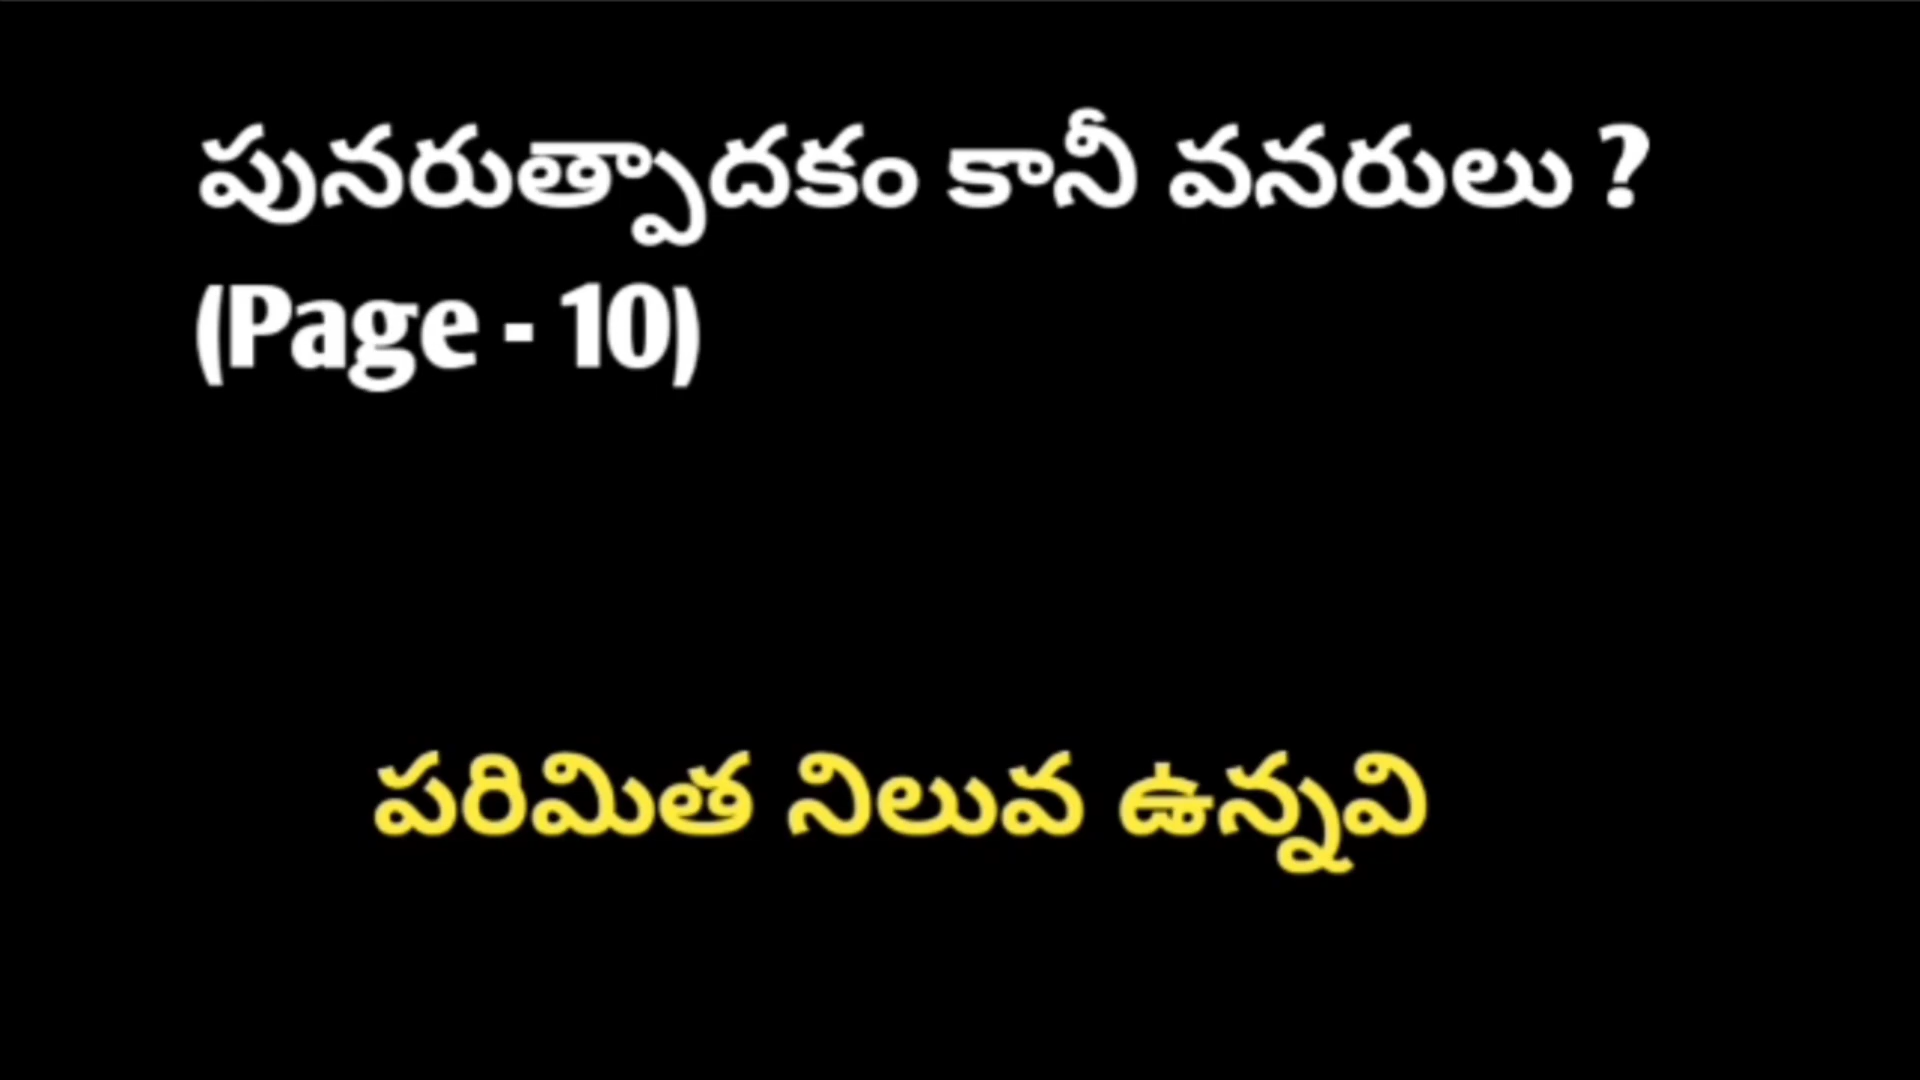 పునరుత్పాదకం కానీ వనరులు ?
(Page - 10)
పరిమిత నిలువ ఉన్నవి